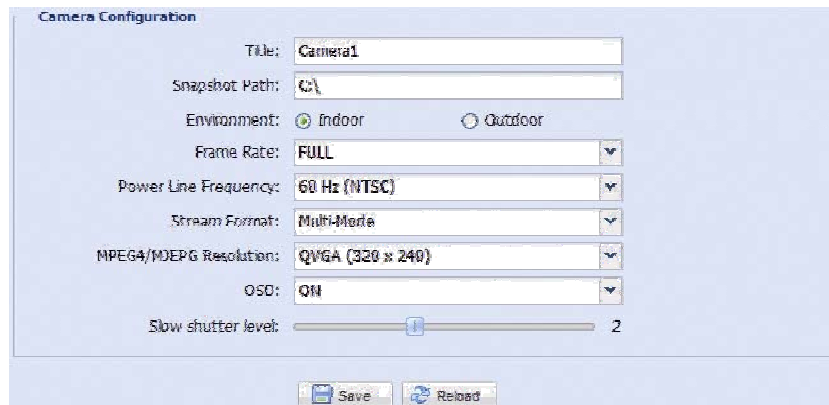 Camera Configuration
Title: Camera1
Snapshot Path: C:\
Environment: Indoor Outdoor
Frame Rate: FULL
Power Line Frequency: 60 Hz (NTSC)
Stream Format: Multi-Mode
MPEG4/MJEPG Resolution: QVGA (320 x 240)
OSD: ON
Slow shutter level: 2
Save Reload